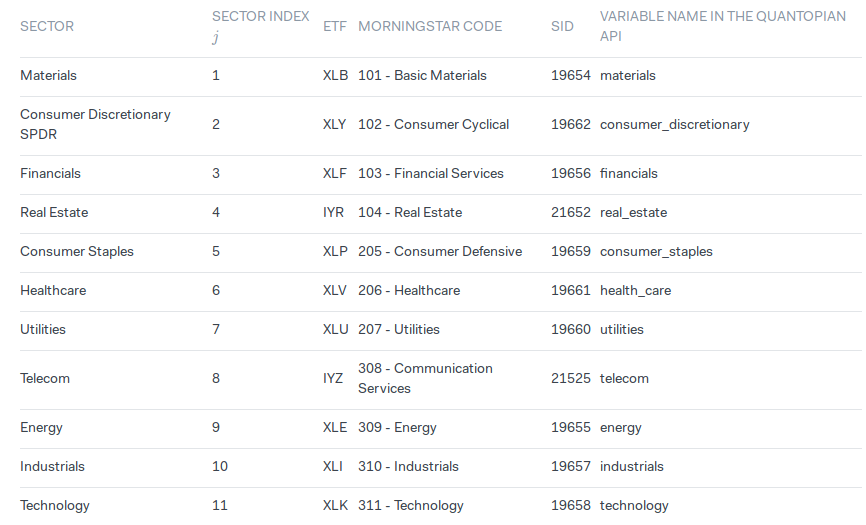 SECTOR SECTOR INDEX j ETF MORNINGSTAR CODE SID VARIABLE NAME IN THE QUANTOPIAN API
Materials 1 XLB 101 - Basic Materials 19654 materials
Consumer Discretionary SPDR 2 XLY 102 - Consumer Cyclical 19662 consumer_discretionary
Financials 3 XLF 103 - Financial Services 19656 financials
Real Estate 4 IYR 104 - Real Estate 21652 real_estate
Consumer Staples 5 XLP 205 - Consumer Defensive 19659 consumer_staples
Healthcare 6 XLV 206 - Healthcare 19661 health_care
Utilities 7 XLU 207 - Utilities 19660 utilities
Telecom 8 IYZ 308 - Communication Services 21525 telecom
Energy 9 XLE 309 - Energy 19655 energy
Industrials 10 XLI 310 - Industrials 19657 industrials
Technology 11 XLK 311 - Technology 19658 technology